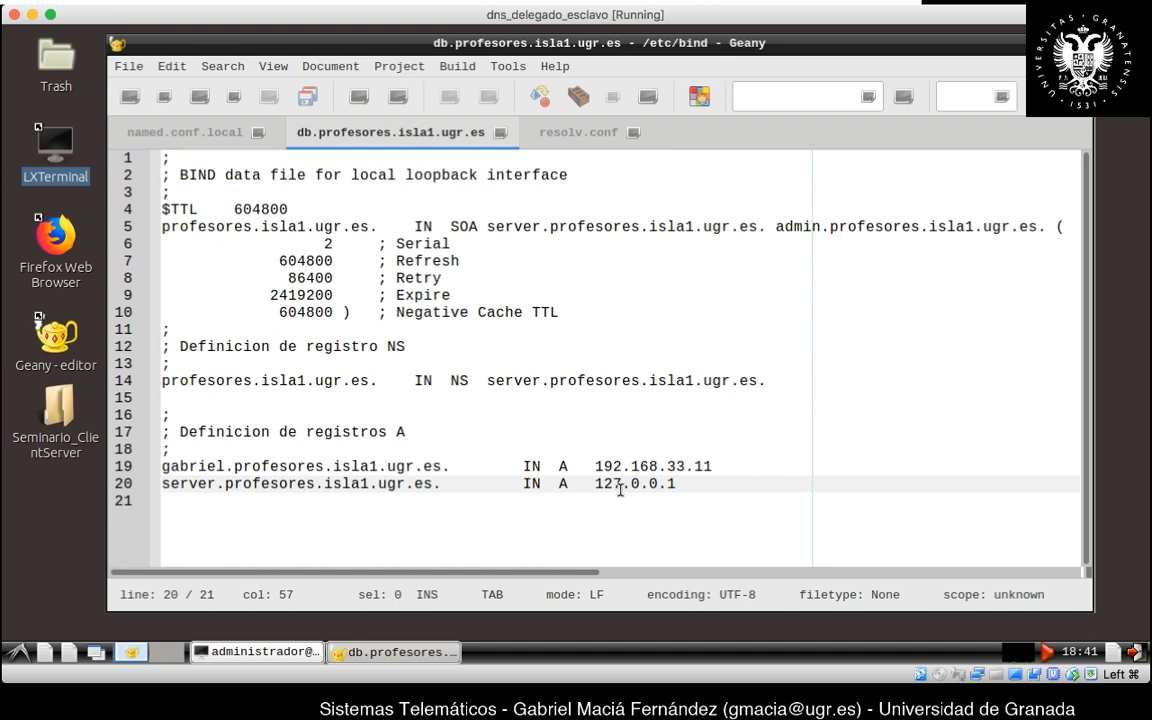 dns_delegado_esclavo [Running]
db.profesores.isla1.ugr.es - /etc/bind - Geany
UNIVERSITAS · GRANATENSIS · 1531 ·
File Edit Search View Document Project Build Tools Help
named.conf.local db.profesores.isla1.ugr.es resolv.conf
Trash
LXTerminal
Firefox Web
Browser
Geany - editor
Seminario_Clie
ntServer
1 ;
2 ; BIND data file for local loopback interface
3 ;
4 $TTL 604800
5 profesores.isla1.ugr.es. IN SOA server.profesores.isla1.ugr.es. admin.profesores.isla1.ugr.es. (
6 2 ; Serial
7 604800 ; Refresh
8 86400 ; Retry
9 2419200 ; Expire
10 604800 ) ; Negative Cache TTL
11 ;
12 ; Definicion de registro NS
13 ;
14 profesores.isla1.ugr.es. IN NS server.profesores.isla1.ugr.es.
15
16 ;
17 ; Definicion de registros A
18 ;
19 gabriel.profesores.isla1.ugr.es. IN A 192.168.33.11
20 server.profesores.isla1.ugr.es. IN A 127.0.0.1
21
line: 20 / 21 col: 57 sel: 0 INS TAB mode: LF encoding: UTF-8 filetype: None scope: unknown
administrador@... db.profesores.... 18:41
Left ⌘
Sistemas Telemáticos - Gabriel Maciá Fernández (gmacia@ugr.es) - Universidad de Granada